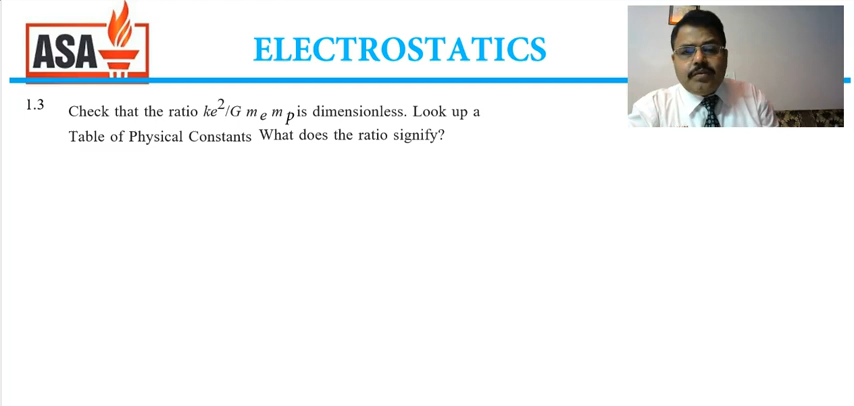 ASA
ELECTROSTATICS
1.3 Check that the ratio ke²/G mₑ mₚ is dimensionless. Look up a
Table of Physical Constants What does the ratio signify?